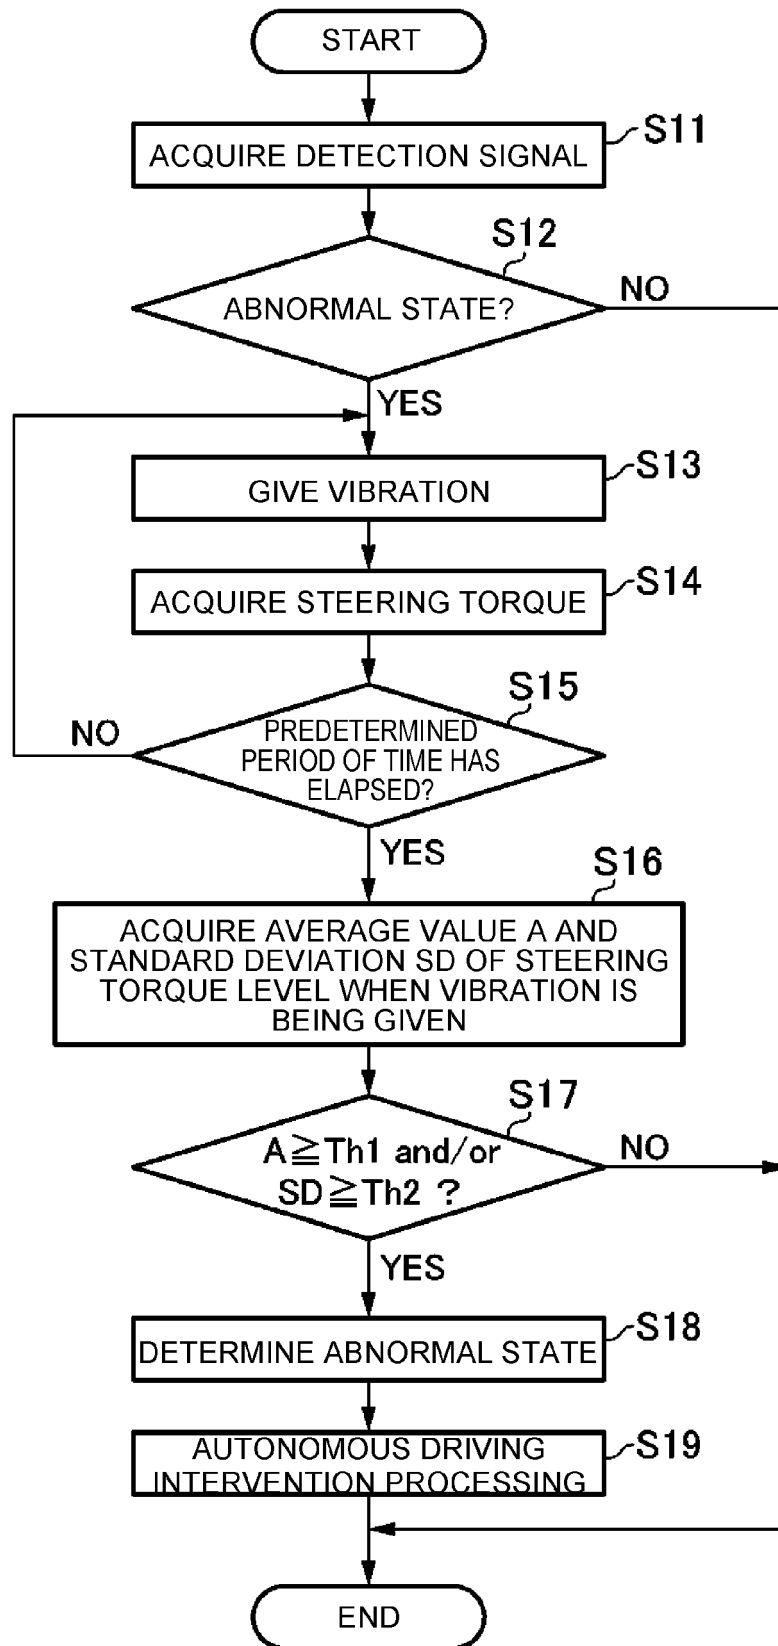 START
S11
ACQUIRE DETECTION SIGNAL
S12
ABNORMAL STATE?
NO
YES
S13
GIVE VIBRATION
S14
ACQUIRE STEERING TORQUE
S15
PREDETERMINED
PERIOD OF TIME HAS
ELAPSED?
NO
YES
S16
ACQUIRE AVERAGE VALUE A AND
STANDARD DEVIATION SD OF STEERING
TORQUE LEVEL WHEN VIBRATION IS
BEING GIVEN
S17
A≧Th1 and/or
SD≧Th2 ?
NO
YES
S18
DETERMINE ABNORMAL STATE
S19
AUTONOMOUS DRIVING
INTERVENTION PROCESSING
END